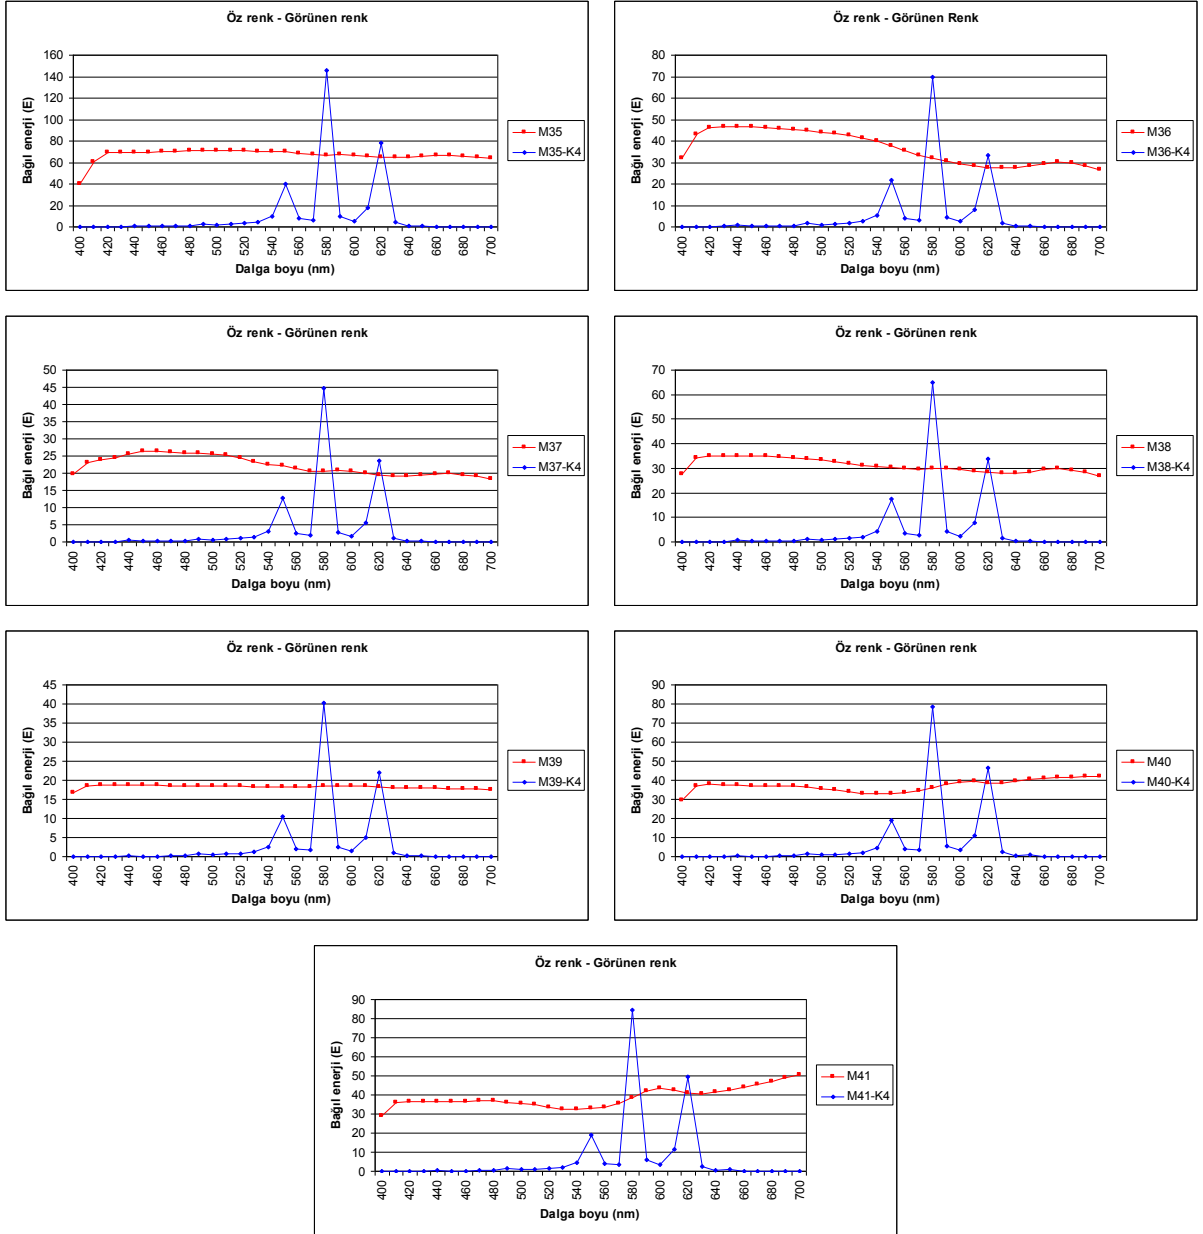 Öz renk - Görünen renk
Bağıl enerji (E)
160
140
120
100
80
60
40
20
0
400 420 440 460 480 500 520 540 560 580 600 620 640 660 680 700
Dalga boyu (nm)
M35
M35-K4
Öz renk - Görünen Renk
Bağıl enerji (E)
80
70
60
50
40
30
20
10
0
400 420 440 460 480 500 520 540 560 580 600 620 640 660 680 700
Dalga boyu (nm)
M36
M36-K4
Öz renk - Görünen renk
Bağıl enerji (E)
50
45
40
35
30
25
20
15
10
5
0
400 420 440 460 480 500 520 540 560 580 600 620 640 660 680 700
Dalga boyu (nm)
M37
M37-K4
Öz renk - Görünen renk
Bağıl enerji (E)
70
60
50
40
30
20
10
0
400 420 440 460 480 500 520 540 560 580 600 620 640 660 680 700
Dalga boyu (nm)
M38
M38-K4
Öz renk - Görünen renk
Bağıl enerji (E)
45
40
35
30
25
20
15
10
5
0
400 420 440 460 480 500 520 540 560 580 600 620 640 660 680 700
Dalga boyu (nm)
M39
M39-K4
Öz renk - Görünen renk
Bağıl enerji (E)
90
80
70
60
50
40
30
20
10
0
400 420 440 460 480 500 520 540 560 580 600 620 640 660 680 700
Dalga boyu (nm)
M40
M40-K4
Öz renk - Görünen renk
Bağıl enerji (E)
90
80
70
60
50
40
30
20
10
0
400 420 440 460 480 500 520 540 560 580 600 620 640 660 680 700
Dalga boyu (nm)
M41
M41-K4